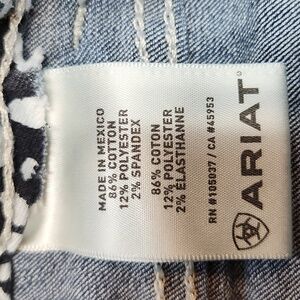 MADE IN MEXICO
86% COTTON
12% POLYESTER
2% SPANDEX
86% COTON
12% POLYESTER
2% ELASTHANNE
RN #105037 / CA #45953
ARIAT